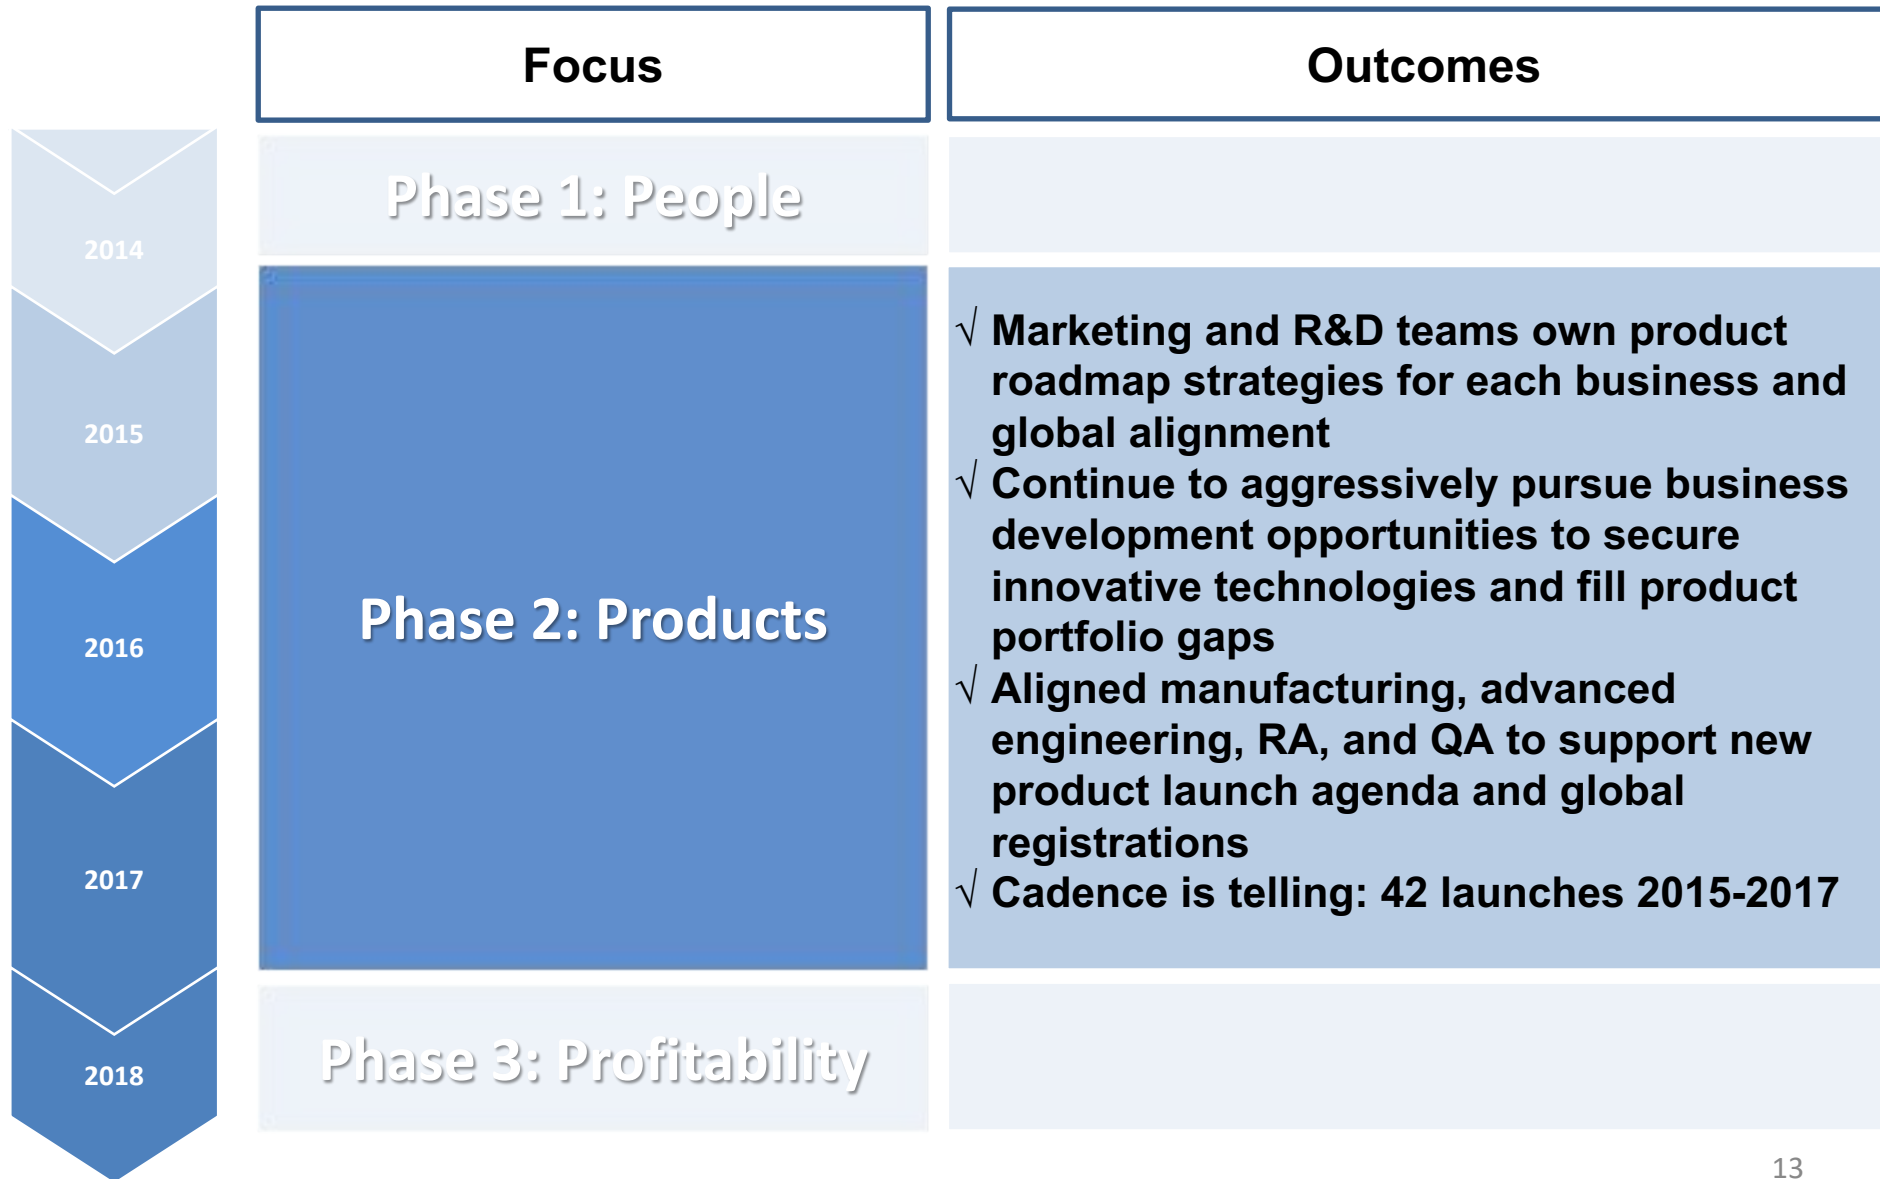 Focus
Outcomes
Phase 1: People
2014
2015
2016
2017
2018
Phase 2: Products
√ Marketing and R&D teams own product
roadmap strategies for each business and
global alignment
√ Continue to aggressively pursue business
development opportunities to secure
innovative technologies and fill product
portfolio gaps
√ Aligned manufacturing, advanced
engineering, RA, and QA to support new
product launch agenda and global
registrations
√ Cadence is telling: 42 launches 2015-2017
Phase 3: Profitability
13